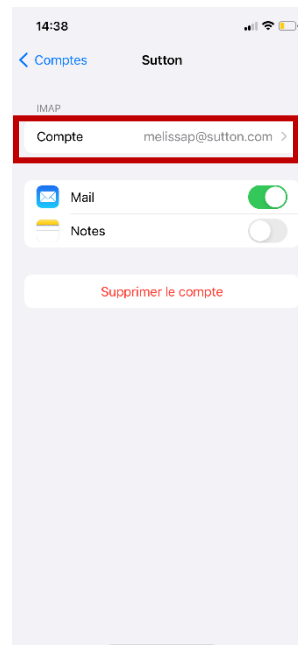 14:38
Comptes Sutton
IMAP
Compte melissap@sutton.com
Mail
Notes
Supprimer le compte